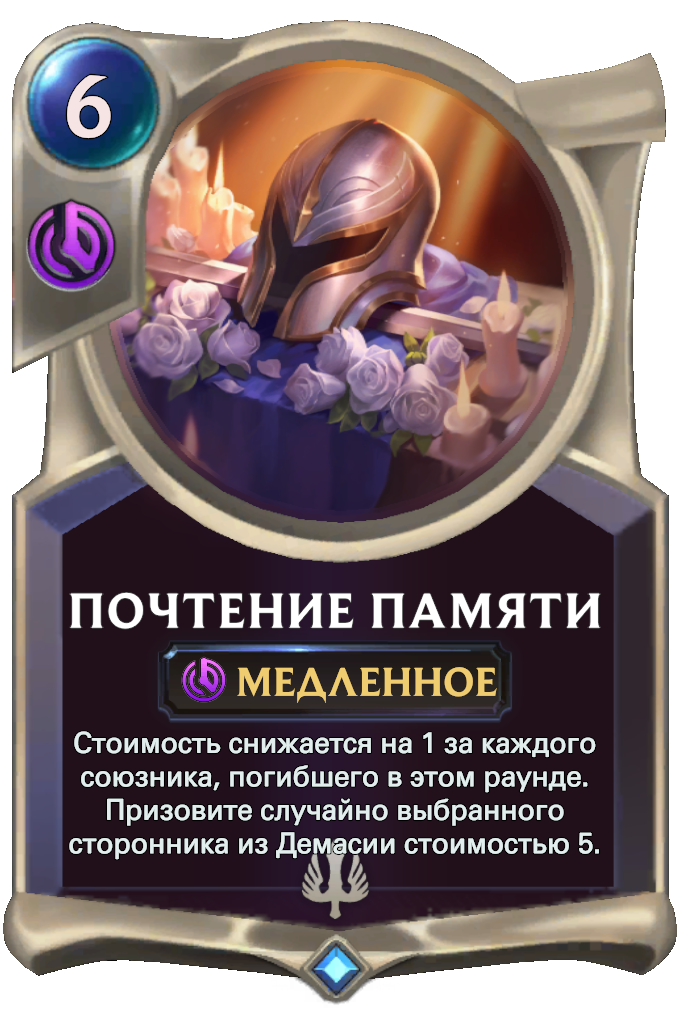 6
ПОЧТЕНИЕ ПАМЯТИ
МЕДЛЕННОЕ
Стоимость снижается на 1 за каждого
союзника, погибшего в этом раунде.
Призовите случайно выбранного
сторонника из Демасии стоимостью 5.